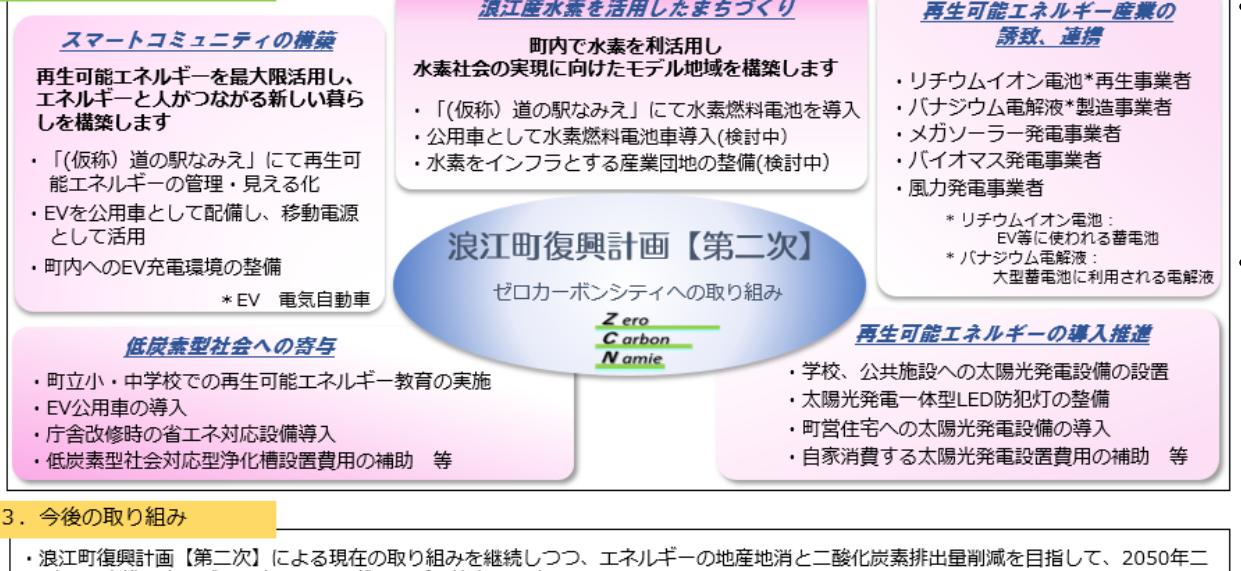 スマートコミュニティの構築
再生可能エネルギーを最大限活用し、
エネルギーと人がつながる新しい暮ら
しを構築します
・「(仮称）道の駅なみえ」にて再生可
能エネルギーの管理・見える化
・EVを公用車として配備し、移動電源
として活用
・町内へのEV充電環境の整備
*EV　電気自動車
浪江産水素を活用したまちづくり
町内で水素を利活用し
水素社会の実現に向けたモデル地域を構築します
・「(仮称）道の駅なみえ」にて水素燃料電池を導入
・公用車として水素燃料電池車導入(検討中）
・水素をインフラとする産業団地の整備(検討中）
再生可能エネルギー産業の
誘致、連携
・リチウムイオン電池*再生事業者
・バナジウム電解液*製造事業者
・メガソーラー発電事業者
・バイオマス発電事業者
・風力発電事業者
* リチウムイオン電池：
EV等に使われる蓄電池
* バナジウム電解液：
大型蓄電池に利用される電解液
浪江町復興計画【第二次】
ゼロカーボンシティへの取り組み
Z ero
C arbon
N amie
低炭素型社会への寄与
・町立小・中学校での再生可能エネルギー教育の実施
・EV公用車の導入
・庁舎改修時の省エネ対応設備導入
・低炭素型社会対応型浄化槽設置費用の補助　等
再生可能エネルギーの導入推進
・学校、公共施設への太陽光発電設備の設置
・太陽光発電一体型LED防犯灯の整備
・町営住宅への太陽光発電設備の導入
・自家消費する太陽光発電設置費用の補助　等
3．今後の取り組み
・浪江町復興計画【第二次】による現在の取り組みを継続しつつ、エネルギーの地産地消と二酸化炭素排出量削減を目指して、2050年二